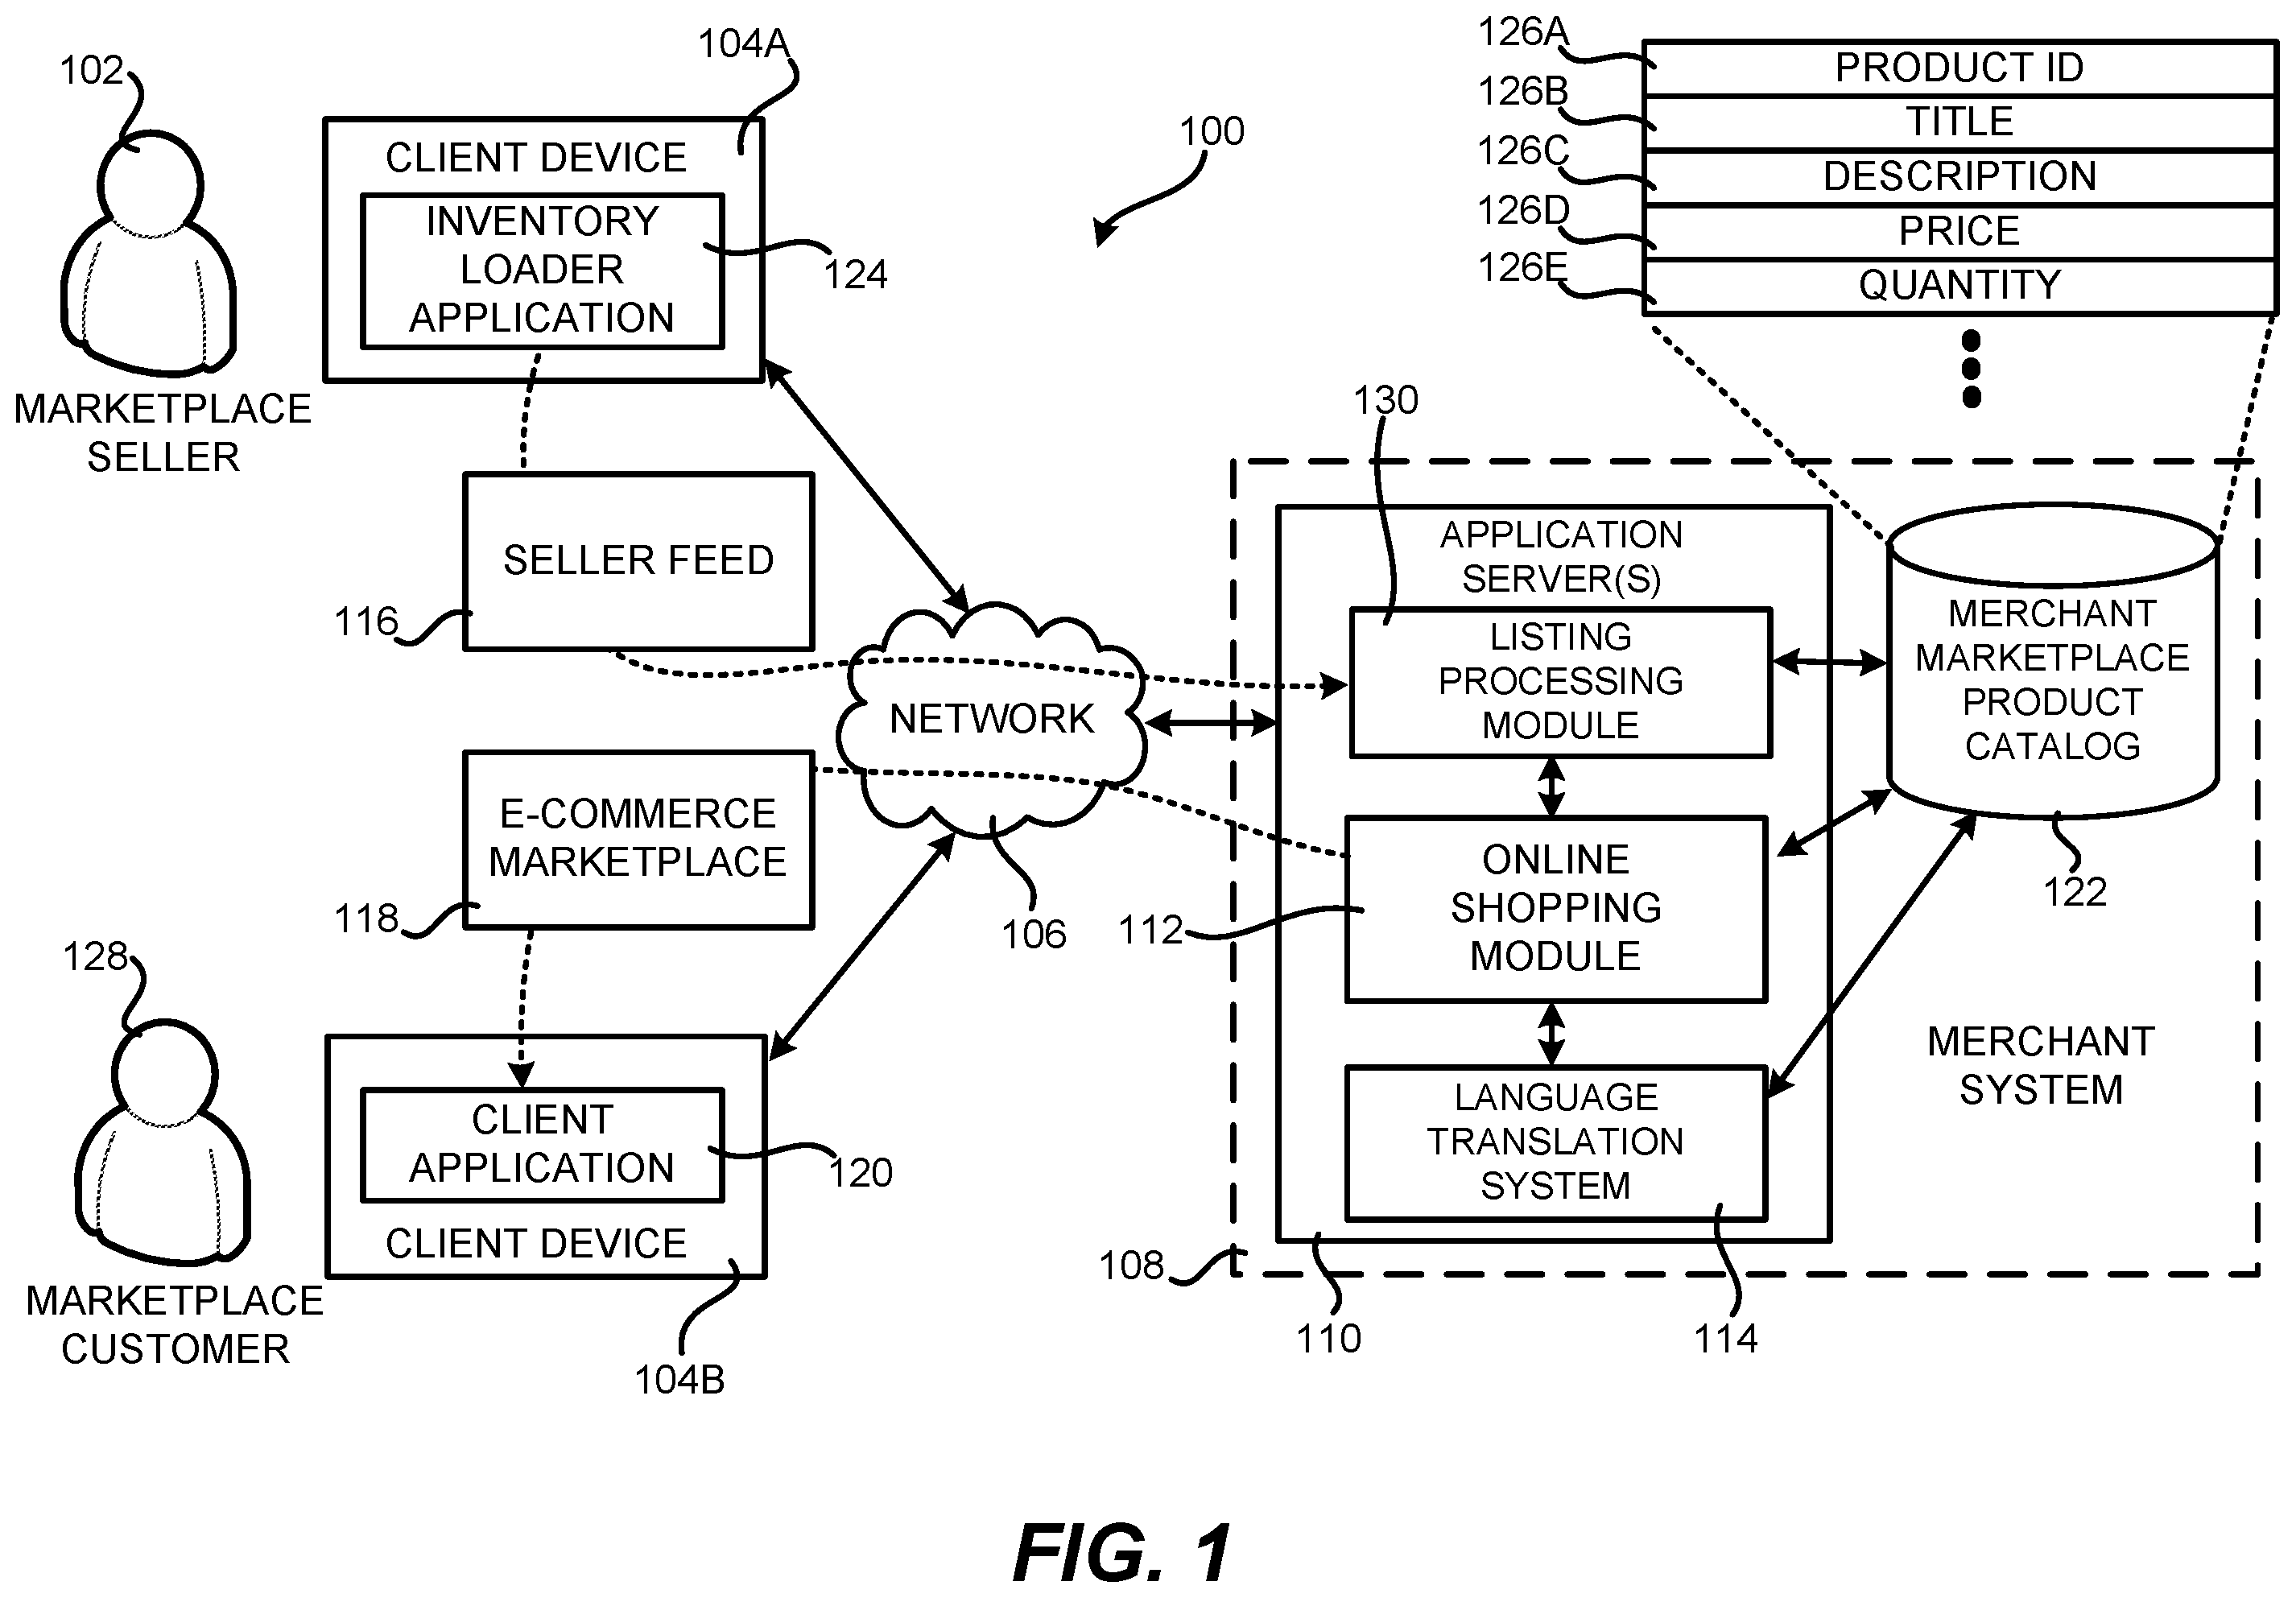 102
MARKETPLACE
SELLER
104A
CLIENT DEVICE
INVENTORY
LOADER
APPLICATION
124
100
126A
PRODUCT ID
126B
TITLE
126C
DESCRIPTION
126D
PRICE
126E
QUANTITY
SELLER FEED
116
NETWORK
106
E-COMMERCE
MARKETPLACE
118
128
MARKETPLACE
CUSTOMER
CLIENT
APPLICATION
120
CLIENT DEVICE
104B
130
APPLICATION
SERVER(S)
LISTING
PROCESSING
MODULE
ONLINE
SHOPPING
MODULE
112
LANGUAGE
TRANSLATION
SYSTEM
114
108
110
MERCHANT
MARKETPLACE
PRODUCT
CATALOG
122
MERCHANT
SYSTEM
FIG. 1